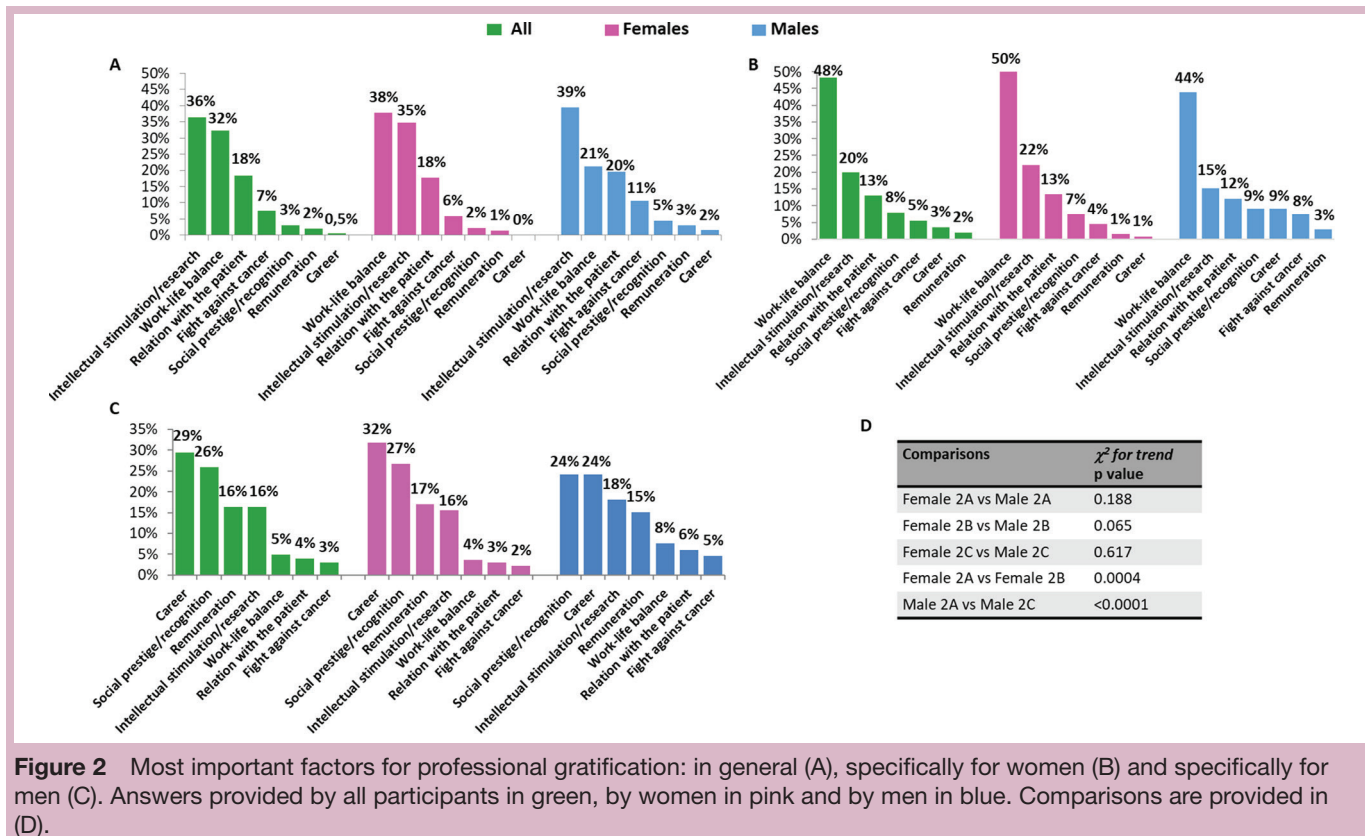 All Females Males
A
50%
45%
40%
35%
30%
25%
20%
15%
10%
5%
0%
36%
32%
18%
7%
3%
2%
0,5%
38%
35%
18%
6%
2%
1%
0%
39%
21%
20%
11%
5%
3%
2%
Intellectual stimulation/research
Work-life balance
Relation with the patient
Fight against cancer
Social prestige/recognition
Remuneration
Career
Work-life balance
Intellectual stimulation/research
Relation with the patient
Fight against cancer
Social prestige/recognition
Remuneration
Career
Intellectual stimulation/research
Work-life balance
Relation with the patient
Fight against cancer
Social prestige/recognition
Remuneration
Career
B
50%
45%
40%
35%
30%
25%
20%
15%
10%
5%
0%
48%
20%
13%
8%
5%
3%
2%
50%
22%
13%
7%
4%
1%
1%
44%
15%
12%
9%
9%
8%
3%
Work-life balance
Intellectual stimulation/research
Relation with the patient
Social prestige/recognition
Fight against cancer
Career
Remuneration
Work-life balance
Intellectual stimulation/research
Relation with the patient
Social prestige/recognition
Fight against cancer
Remuneration
Career
Work-life balance
Intellectual stimulation/research
Relation with the patient
Social prestige/recognition
Career
Fight against cancer
Remuneration
C
35%
30%
25%
20%
15%
10%
5%
0%
29%
26%
16%
16%
5%
4%
3%
32%
27%
17%
16%
4%
3%
2%
24%
24%
18%
15%
8%
6%
5%
Career
Social prestige/recognition
Remuneration
Intellectual stimulation/research
Work-life balance
Relation with the patient
Fight against cancer
Career
Social prestige/recognition
Remuneration
Intellectual stimulation/research
Work-life balance
Relation with the patient
Fight against cancer
Social prestige/recognition
Career
Intellectual stimulation/research
Remuneration
Work-life balance
Relation with the patient
Fight against cancer
D
Comparisons χ² for trend
p value
Female 2A vs Male 2A 0.188
Female 2B vs Male 2B 0.065
Female 2C vs Male 2C 0.617
Female 2A vs Female 2B 0.0004
Male 2A vs Male 2C <0.0001
Figure 2 Most important factors for professional gratification: in general (A), specifically for women (B) and specifically for
men (C). Answers provided by all participants in green, by women in pink and by men in blue. Comparisons are provided in
(D).